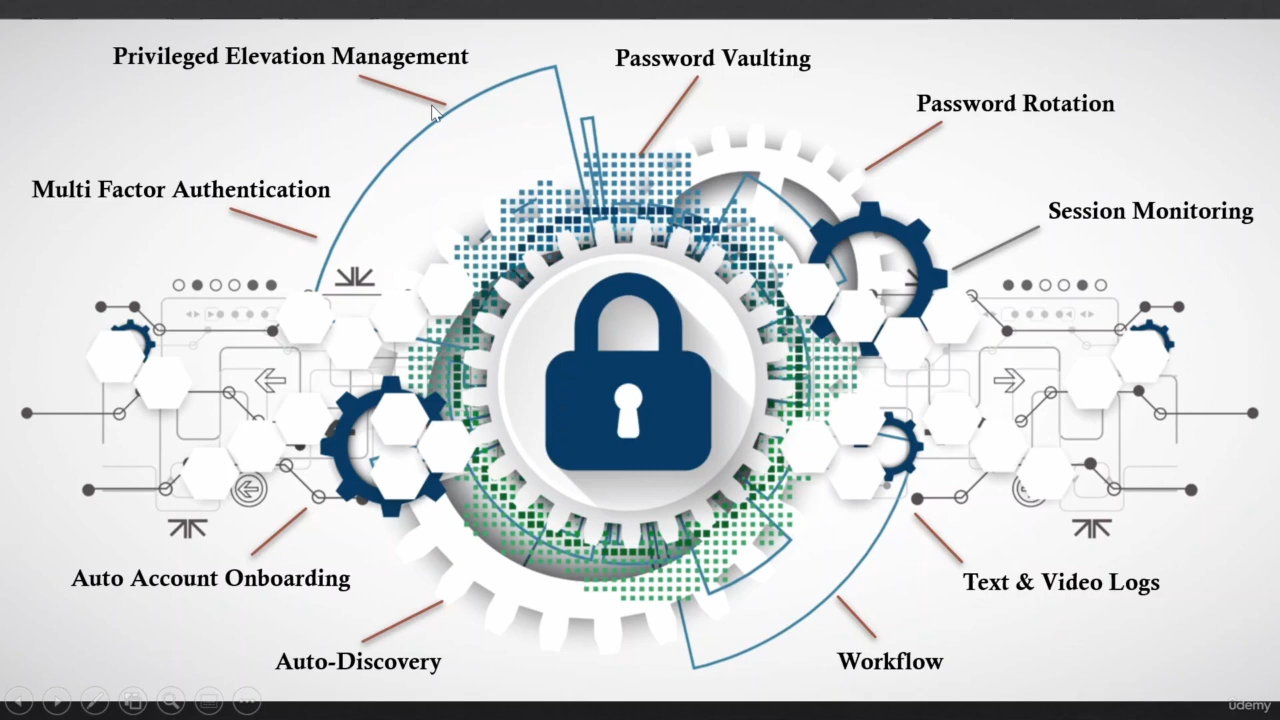 Privileged Elevation Management
Password Vaulting
Password Rotation
Multi Factor Authentication
Session Monitoring
Auto Account Onboarding
Text & Video Logs
Auto-Discovery
Workflow
udemy